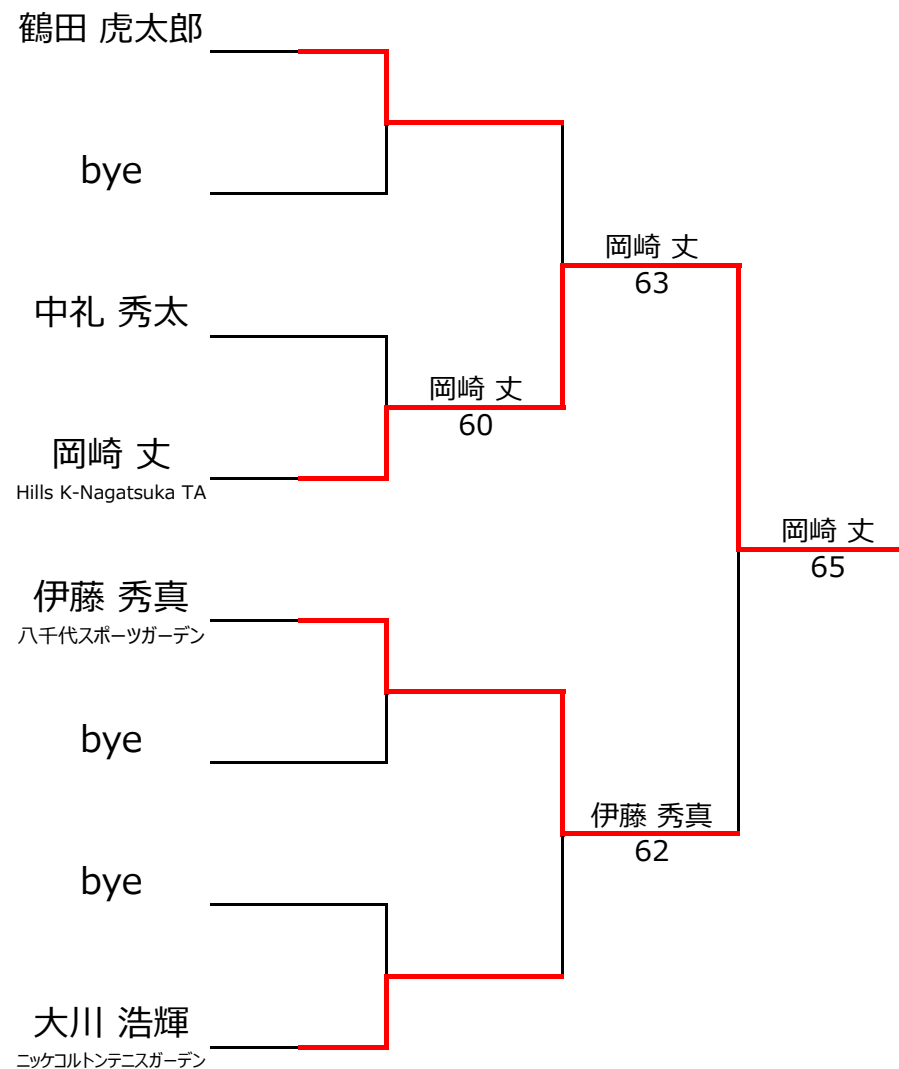 鶴田 虎太郎
bye
岡崎 丈
63
中礼 秀太
岡崎 丈
60
岡崎 丈
Hills K-Nagatsuka TA
岡崎 丈
65
伊藤 秀真
八千代スポーツガーデン
bye
伊藤 秀真
62
bye
大川 浩輝
ニッケコルトンテニスガーデン